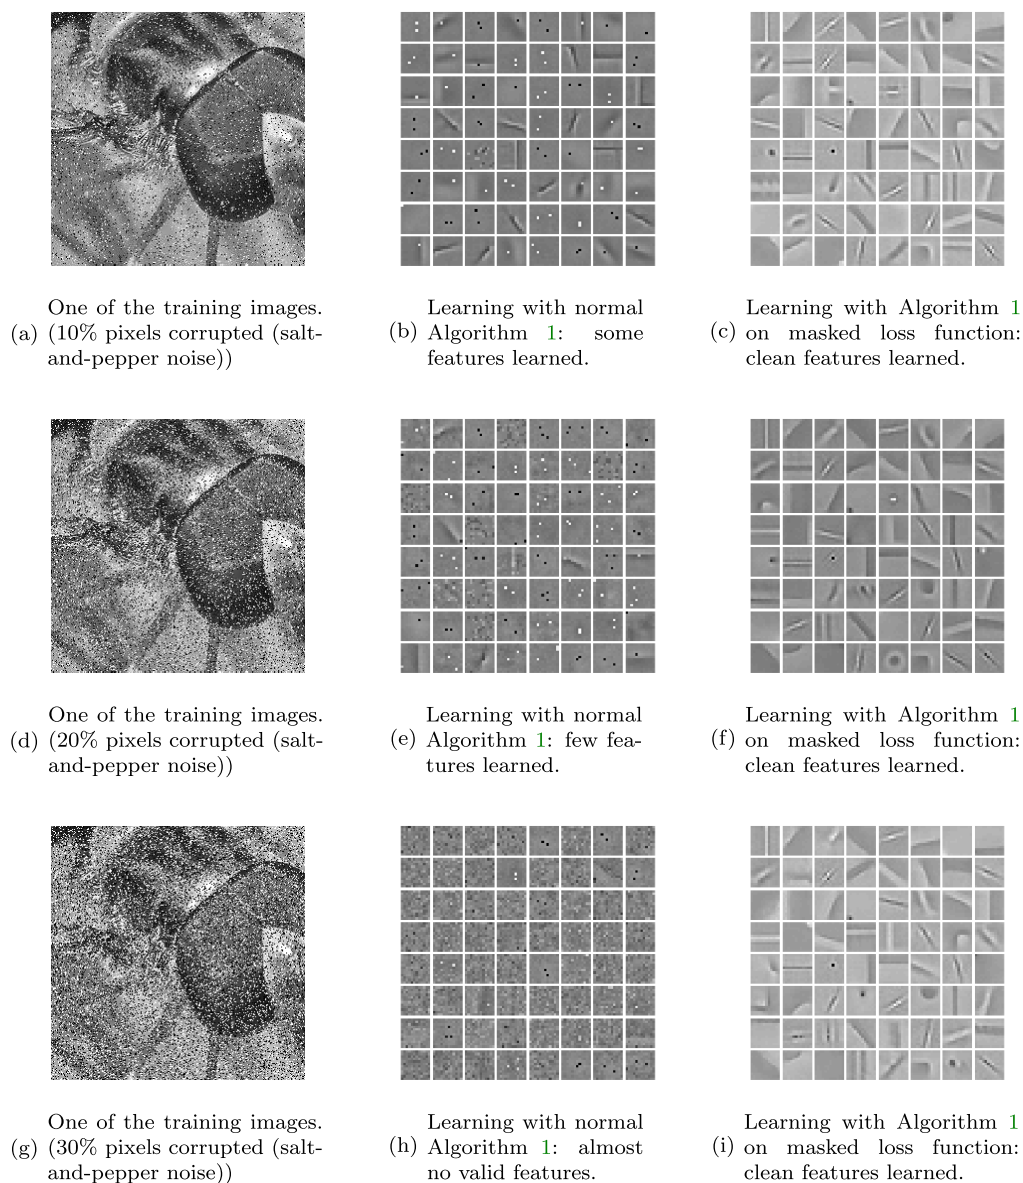 One of the training images.
(a) (10% pixels corrupted (salt-
and-pepper noise))
Learning with normal
(b) Algorithm 1: some
features learned.
Learning with Algorithm 1
(c) on masked loss function:
clean features learned.
One of the training images.
(d) (20% pixels corrupted (salt-
and-pepper noise))
Learning with normal
(e) Algorithm 1: few fea-
tures learned.
Learning with Algorithm 1
(f) on masked loss function:
clean features learned.
One of the training images.
(g) (30% pixels corrupted (salt-
and-pepper noise))
Learning with normal
(h) Algorithm 1: almost
no valid features.
Learning with Algorithm 1
(i) on masked loss function:
clean features learned.